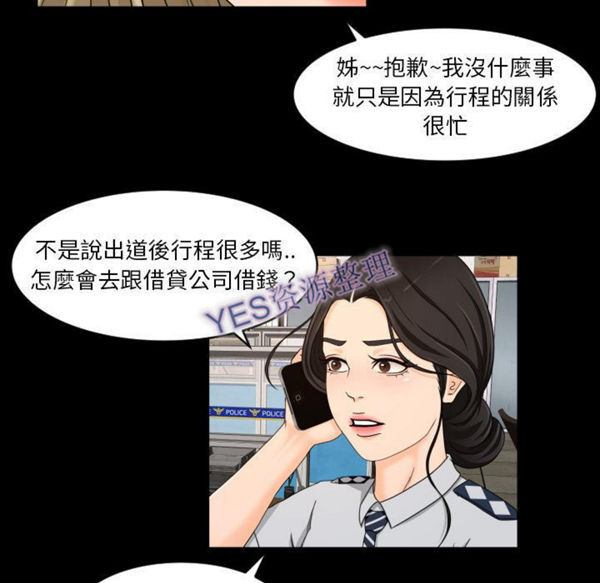 姊~~抱歉~我沒什麼事
就只是因為行程的關係
很忙
不是說出道後行程很多嗎..
怎麼會去跟借貸公司借錢？
YES资源整理
POLICE POLICE